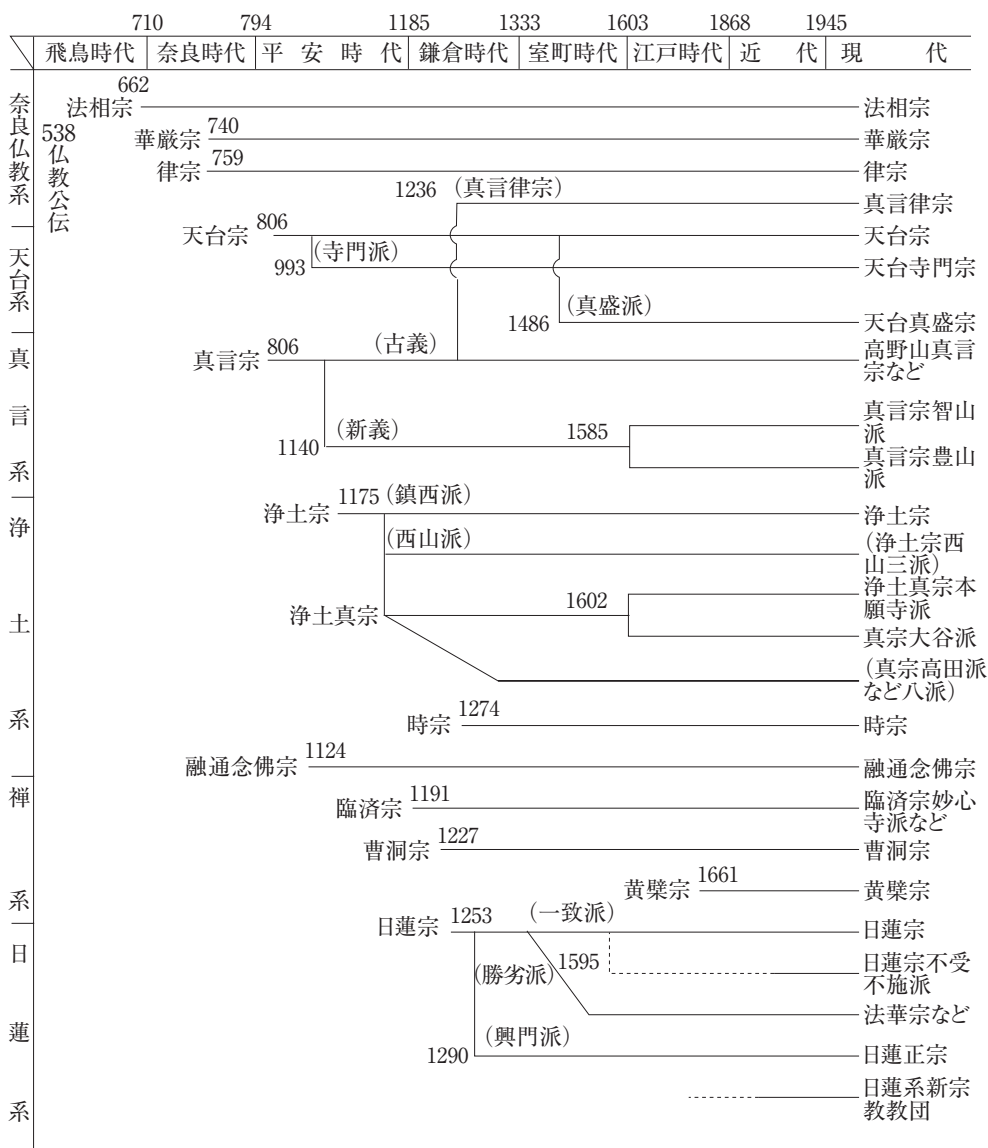 710 794 1185 1333 1603 1868 1945
飛鳥時代 奈良時代 平安時代 鎌倉時代 室町時代 江戸時代 近代 現代
奈良仏教系
538 仏教公伝
法相宗 662 法相宗
華厳宗 740 華厳宗
律宗 759 律宗
1236 (真言律宗) 真言律宗
天台系
天台宗 806 天台宗
993 (寺門派) 天台寺門宗
1486 (真盛派) 天台真盛宗
真言系
真言宗 806 (古義) 高野山真言
宗など
1140 (新義) 1585 真言宗智山
派
真言宗豊山
派
浄土系
浄土宗 1175 (鎮西派) 浄土宗
(西山派) (浄土宗西
山三派)
浄土真宗 1602 浄土真宗本
願寺派
真宗大谷派
(真宗高田派
など八派)
時宗 1274 時宗
融通念佛宗 1124 融通念佛宗
禅系
臨済宗 1191 臨済宗妙心
寺派など
曹洞宗 1227 曹洞宗
黄檗宗 1661 黄檗宗
日蓮系
日蓮宗 1253 (一致派) 日蓮宗
(勝劣派) 1595 日蓮宗不受
不施派
法華宗など
1290 (興門派) 日蓮正宗
日蓮系新宗
教教団